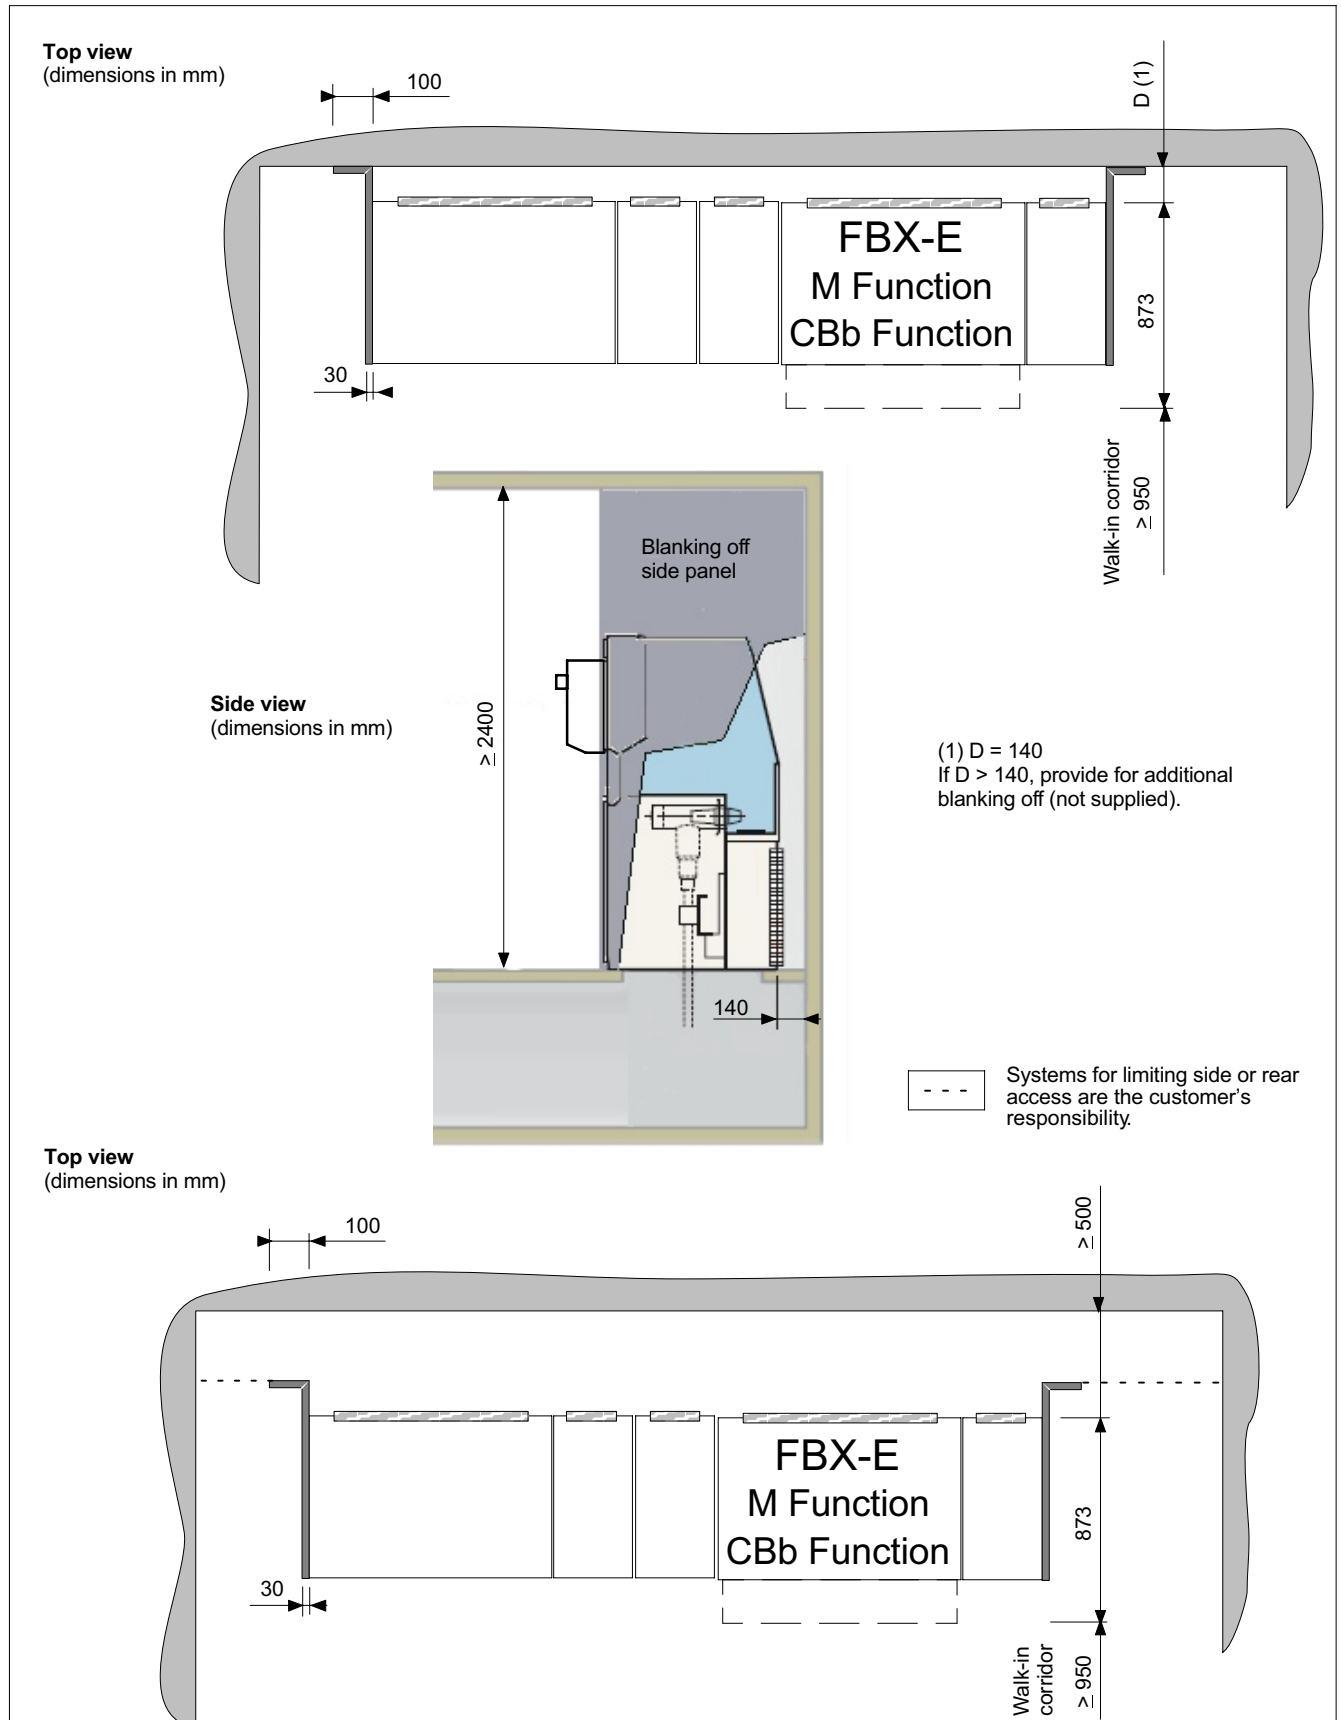 Top view
(dimensions in mm)
100
D (1)
FBX-E
M Function
CBb Function
873
30
Walk-in corridor
≥ 950
Blanking off
side panel
Side view
(dimensions in mm)
≥ 2400
(1) D = 140
If D > 140, provide for additional
blanking off (not supplied).
140
Systems for limiting side or rear
access are the customer's
responsibility.
Top view
(dimensions in mm)
100
≥ 500
FBX-E
M Function
CBb Function
873
30
Walk-in
corridor
≥ 950